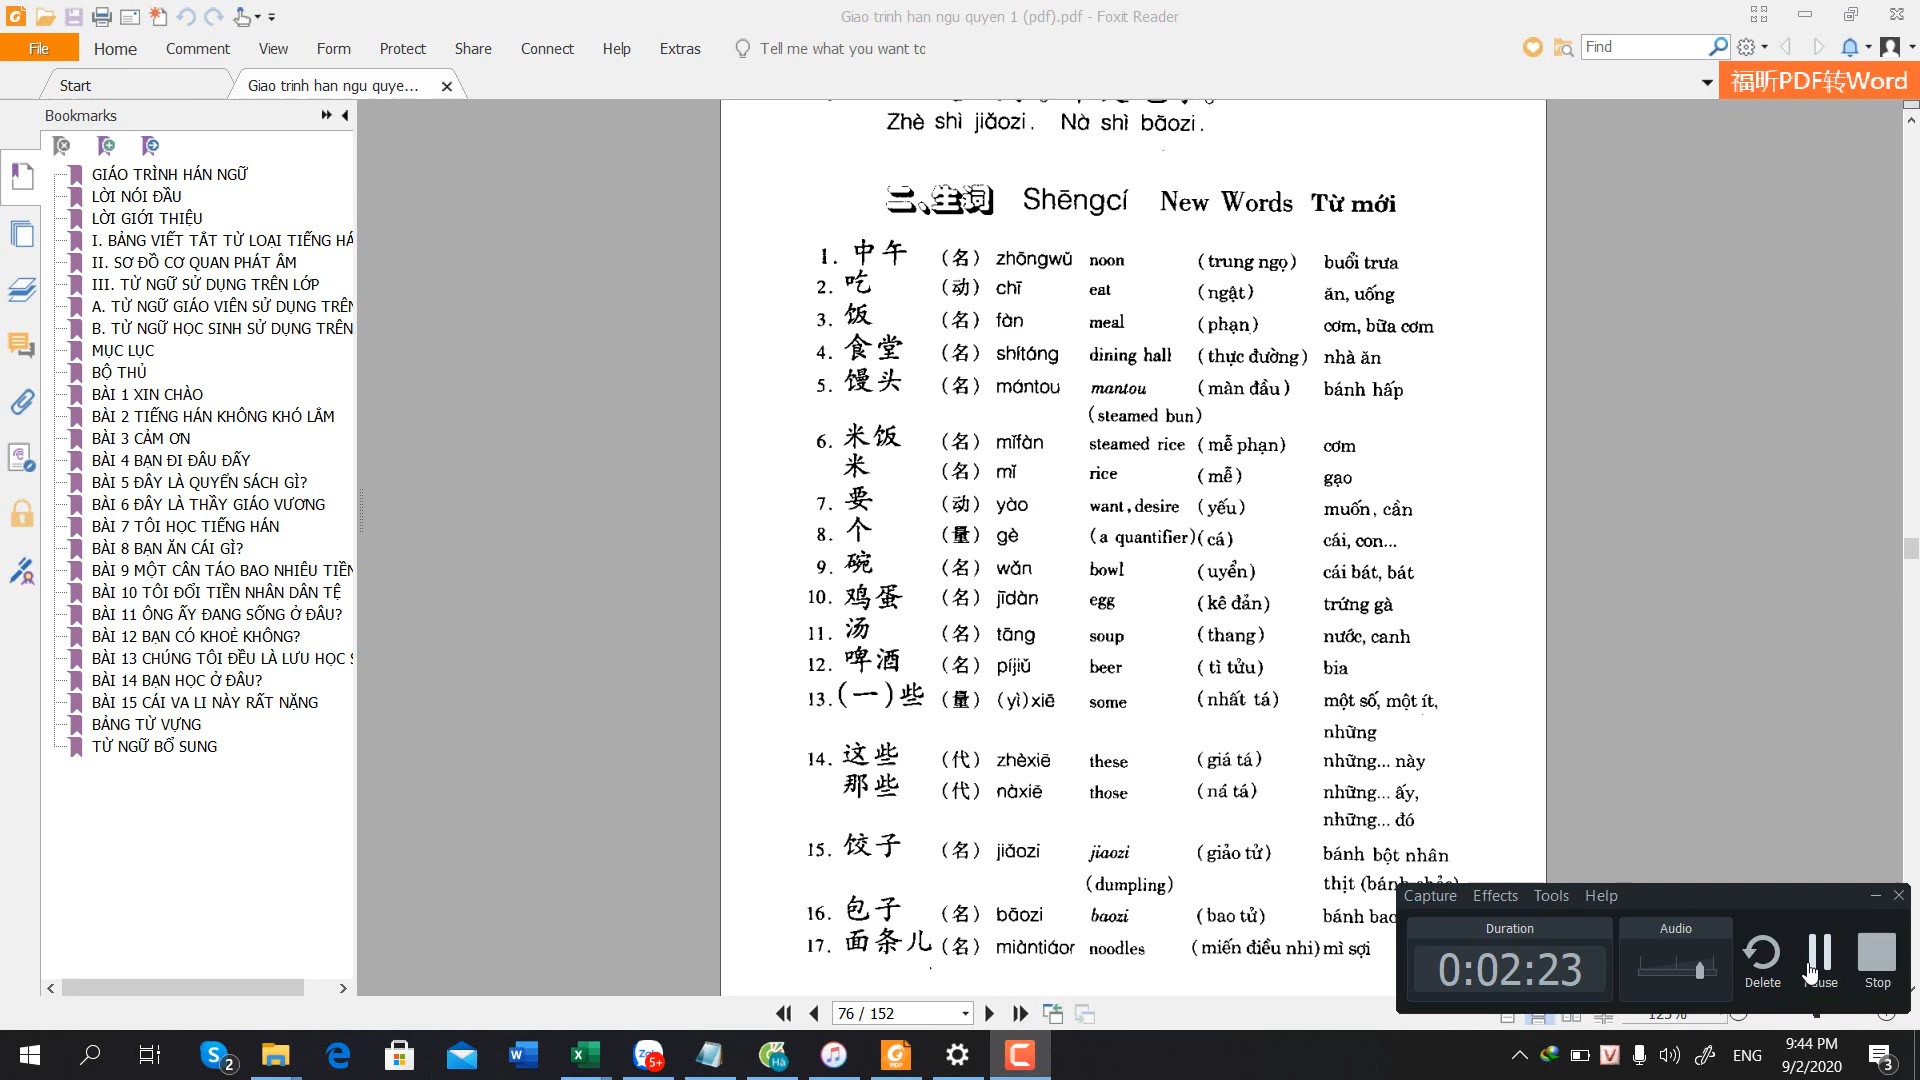 Giao trinh han ngu quyen 1 (pdf).pdf - Foxit Reader
File Home Comment View Form Protect Share Connect Help Extras Tell me what you want to Find
Start Giao trinh han ngu quye... 福昕PDF转Word
Bookmarks
GIÁO TRÌNH HÁN NGỮ
LỜI NÓI ĐẦU
LỜI GIỚI THIỆU
I. BẢNG VIẾT TẮT TỪ LOẠI TIẾNG HÁ
II. SƠ ĐỒ CƠ QUAN PHÁT ÂM
III. TỪ NGỮ SỬ DỤNG TRÊN LỚP
A. TỪ NGỮ GIÁO VIÊN SỬ DỤNG TRÊN
B. TỪ NGỮ HỌC SINH SỬ DỤNG TRÊN
MỤC LỤC
BỘ THỦ
BÀI 1 XIN CHÀO
BÀI 2 TIẾNG HÁN KHÔNG KHÓ LẮM
BÀI 3 CẢM ƠN
BÀI 4 BẠN ĐI ĐÂU ĐẤY
BÀI 5 ĐÂY LÀ QUYỂN SÁCH GÌ?
BÀI 6 ĐÂY LÀ THẦY GIÁO VƯƠNG
BÀI 7 TÔI HỌC TIẾNG HÁN
BÀI 8 BẠN ĂN CÁI GÌ?
BÀI 9 MỘT CÂN TÁO BAO NHIÊU TIỀN
BÀI 10 TÔI ĐỔI TIỀN NHÂN DÂN TỆ
BÀI 11 ÔNG ẤY ĐANG SỐNG Ở ĐÂU?
BÀI 12 BẠN CÓ KHOẺ KHÔNG?
BÀI 13 CHÚNG TÔI ĐỀU LÀ LƯU HỌC S
BÀI 14 BẠN HỌC Ở ĐÂU?
BÀI 15 CÁI VA LI NÀY RẤT NẶNG
BẢNG TỪ VỰNG
TỪ NGỮ BỔ SUNG
Zhè shì jiǎozi. Nà shì bāozi.
二、生词 Shēngcí New Words Từ mới
1. 中午 (名) zhōngwǔ noon (trung ngọ) buổi trưa
2. 吃 (动) chī eat (ngật) ăn, uống
3. 饭 (名) fàn meal (phạn) cơm, bữa cơm
4. 食堂 (名) shítáng dining hall (thực đường) nhà ăn
5. 馒头 (名) mántou mantou (màn đầu) bánh hấp
(steamed bun)
6. 米饭 (名) mǐfàn steamed rice (mễ phạn) cơm
米 (名) mǐ rice (mễ) gạo
7. 要 (动) yào want, desire (yếu) muốn, cần
8. 个 (量) gè (a quantifier) (cá) cái, con...
9. 碗 (名) wǎn bowl (uyển) cái bát, bát
10. 鸡蛋 (名) jīdàn egg (kê đản) trứng gà
11. 汤 (名) tāng soup (thang) nước, canh
12. 啤酒 (名) píjiǔ beer (tì tửu) bia
13. (一)些 (量) (yì)xiē some (nhất tá) một số, một ít,
những
14. 这些 (代) zhèxiē these (giá tá) những... này
那些 (代) nàxiē those (ná tá) những... ấy,
những... đó
15. 饺子 (名) jiǎozi jiaozi (giảo tử) bánh bột nhân
(dumpling) thịt (bánh
16. 包子 (名) bāozi baozi (bao tử) bánh bao
17. 面条儿 (名) miàntiáor noodles (miến điều nhi) mì sợi
Capture Effects Tools Help
Duration Audio
0:02:23 Delete Pause Stop
76 / 152 125%
2 5+ Hà ENG 9:44 PM
9/2/2020 3